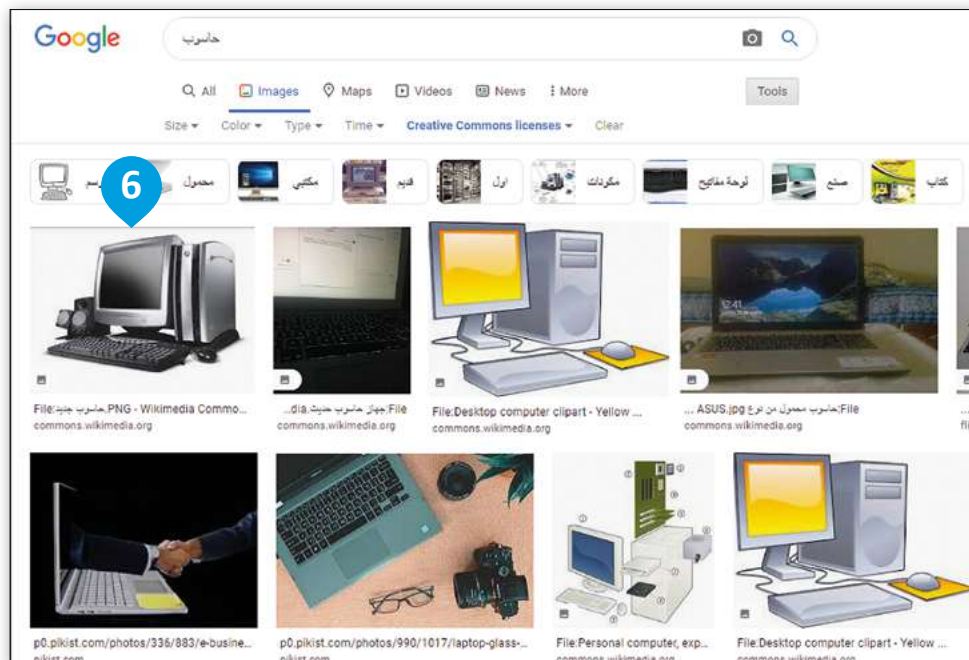 Google
حاسوب
All Images Maps Videos News More Tools
Size Color Type Time Creative Commons licenses Clear
6
محمول مكتبي قديم اول مكونات لوحة مفاتيح صنع كتاب
File:حاسوب جديد.PNG - Wikimedia Commo...
commons.wikimedia.org
File:جهاز حاسوب حديث.dia...
commons.wikimedia.org
File:Desktop computer clipart - Yellow ...
commons.wikimedia.org
File:حاسوب محمول من نوع ASUS.jpg ...
commons.wikimedia.org
12:41
p0.pikist.com/photos/336/883/e-busine...
pikist.com
p0.pikist.com/photos/990/1017/laptop-glass-...
pikist.com
File:Personal computer, exp...
commons.wikimedia.org
File:Desktop computer clipart - Yellow ...
commons.wikimedia.org